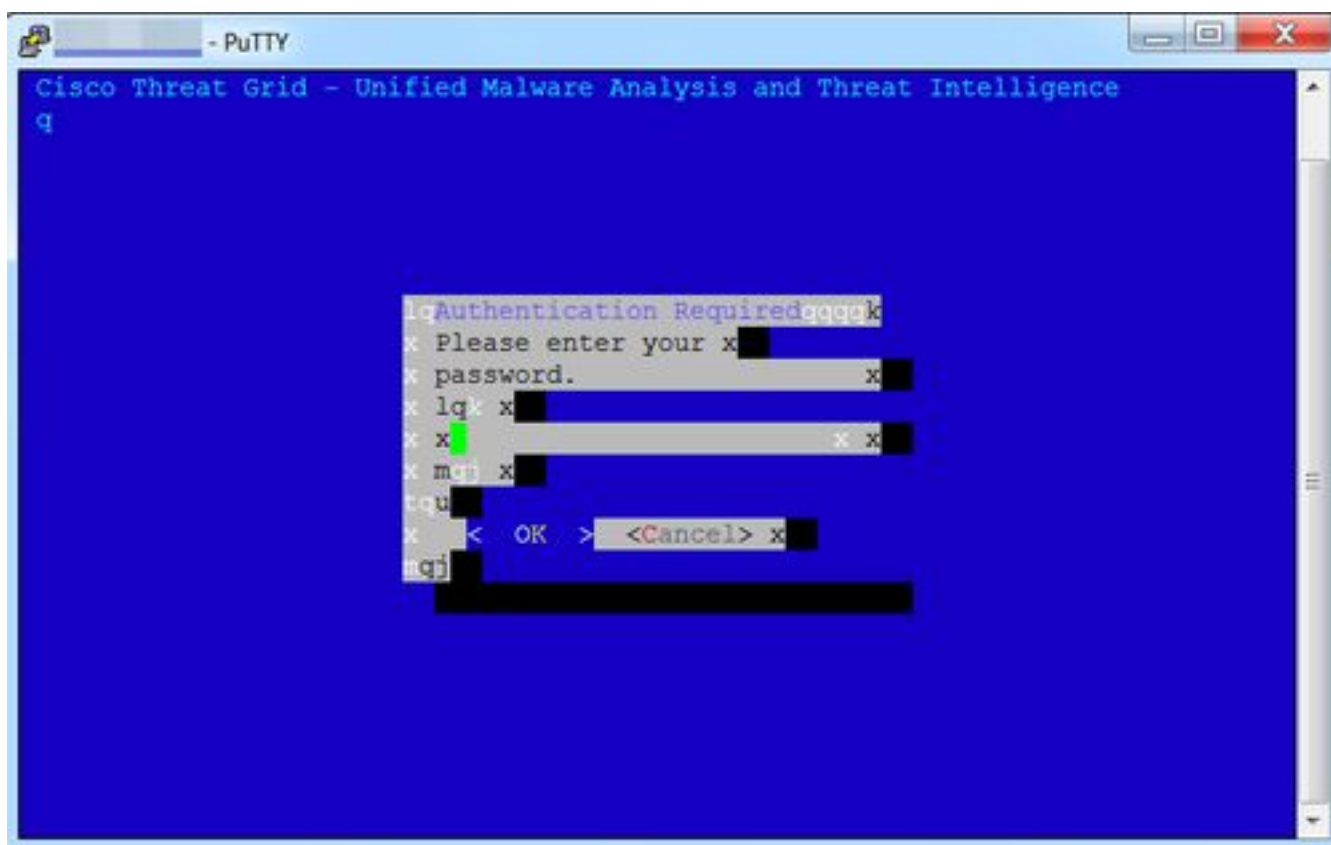 - PuTTY
Cisco Threat Grid - Unified Malware Analysis and Threat Intelligence
q
lqAuthentication Requiredqqqqk
x Please enter your x
x password. x
x lqk x
x x x x
x mqj x
tqu
x < OK > <Cancel> x
mqj